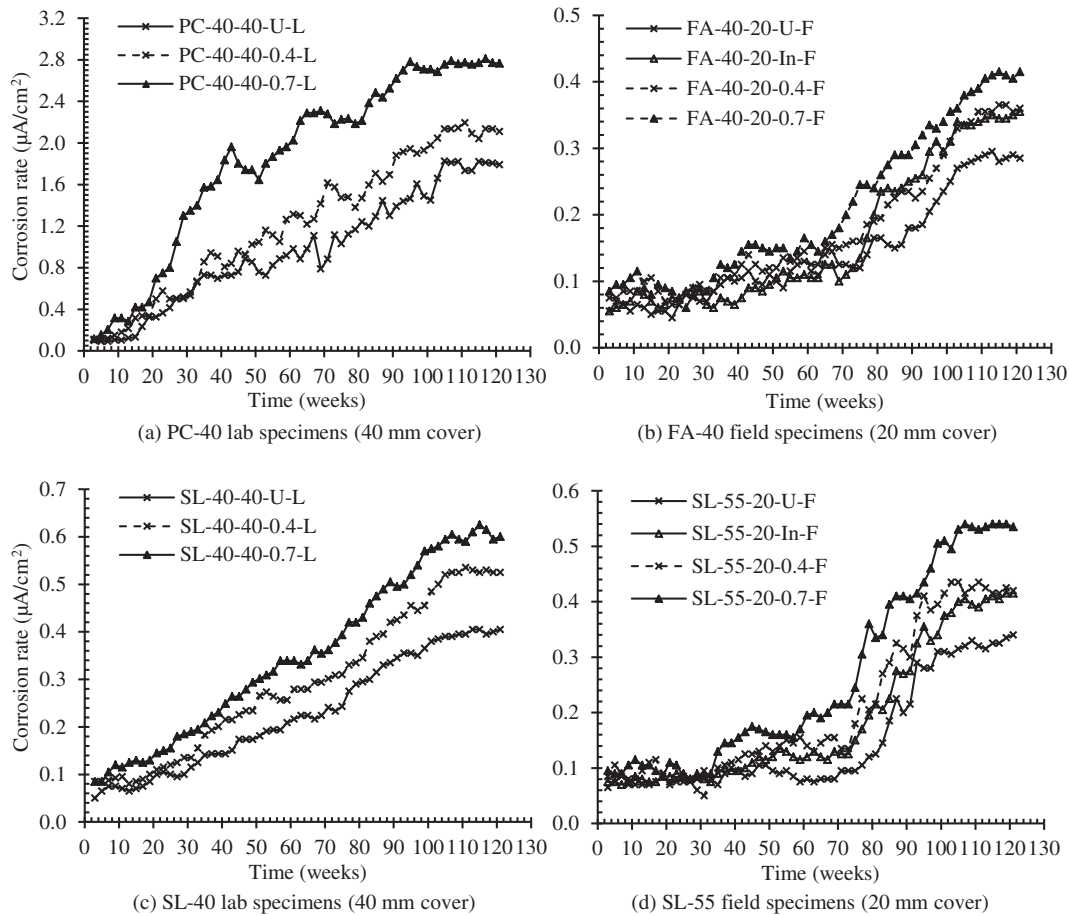 3.2
2.8
2.4
2.0
1.6
1.2
0.8
0.4
0.0
Corrosion rate (µA/cm²)
PC-40-40-U-L
PC-40-40-0.4-L
PC-40-40-0.7-L
0 10 20 30 40 50 60 70 80 90 100 110 120 130
Time (weeks)
(a) PC-40 lab specimens (40 mm cover)
0.5
0.4
0.3
0.2
0.1
0.0
FA-40-20-U-F
FA-40-20-In-F
FA-40-20-0.4-F
FA-40-20-0.7-F
0 10 20 30 40 50 60 70 80 90 100 110 120 130
Time (weeks)
(b) FA-40 field specimens (20 mm cover)
0.7
0.6
0.5
0.4
0.3
0.2
0.1
0.0
Corrosion rate (µA/cm²)
SL-40-40-U-L
SL-40-40-0.4-L
SL-40-40-0.7-L
0 10 20 30 40 50 60 70 80 90 100 110 120 130
Time (weeks)
(c) SL-40 lab specimens (40 mm cover)
0.6
0.5
0.4
0.3
0.2
0.1
0.0
SL-55-20-U-F
SL-55-20-In-F
SL-55-20-0.4-F
SL-55-20-0.7-F
0 10 20 30 40 50 60 70 80 90 100 110 120 130
Time (weeks)
(d) SL-55 field specimens (20 mm cover)